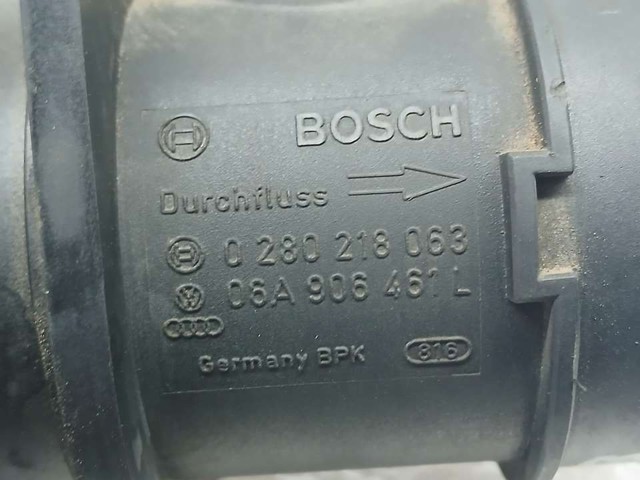 BOSCH
Durchfluss
0 280 218 063
06A 906 461 L
Germany BPK 816